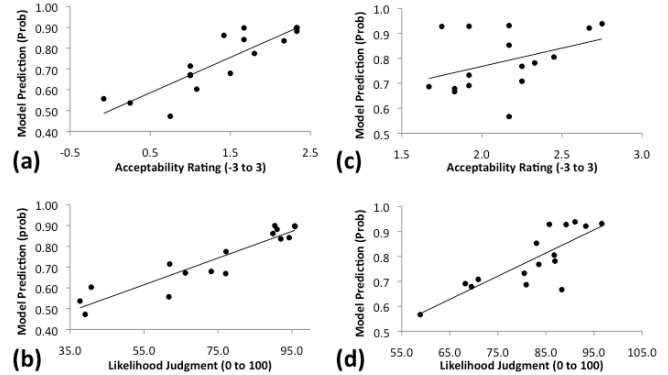 Model Prediction (Prob)
1.00
0.90
0.80
0.70
0.60
0.50
0.40
-0.5 0.5 1.5 2.5
(a) Acceptability Rating (-3 to 3)
Model Prediction (Prob)
1.0
0.9
0.8
0.7
0.6
0.5
1.5 2.0 2.5 3.0
(c) Acceptability Rating (-3 to 3)
Model Prediction (prob)
1.00
0.90
0.80
0.70
0.60
0.50
0.40
35.0 55.0 75.0 95.0
(b) Likelihood Judgment (0 to 100)
Model Prediction (Prob)
1.0
0.9
0.8
0.7
0.6
0.5
55.0 65.0 75.0 85.0 95.0 105.0
(d) Likelihood Judgment (0 to 100)